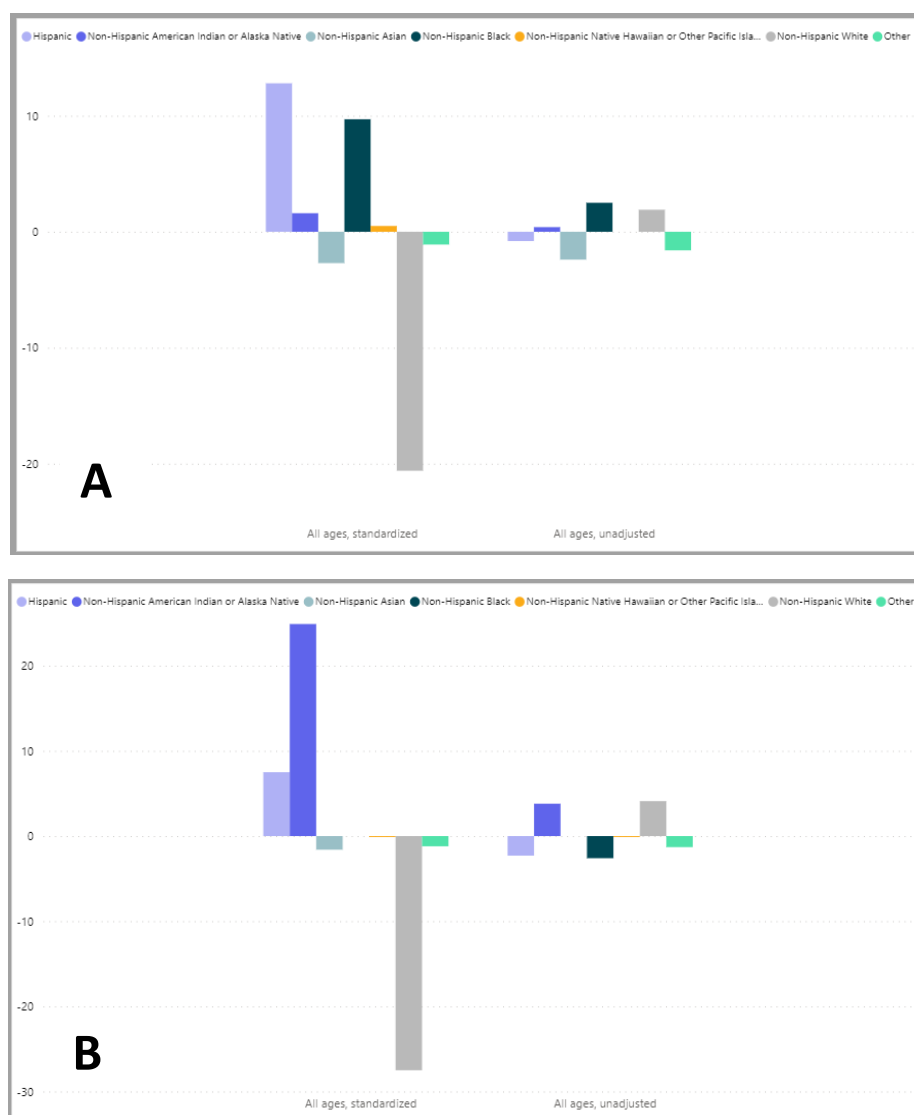 Hispanic Non-Hispanic American Indian or Alaska Native Non-Hispanic Asian Non-Hispanic Black Non-Hispanic Native Hawaiian or Other Pacific Isla... Non-Hispanic White Other
10
0
-10
-20
A
All ages, standardized All ages, unadjusted
Hispanic Non-Hispanic American Indian or Alaska Native Non-Hispanic Asian Non-Hispanic Black Non-Hispanic Native Hawaiian or Other Pacific Isla... Non-Hispanic White Other
20
10
0
-10
-20
B
-30
All ages, standardized All ages, unadjusted